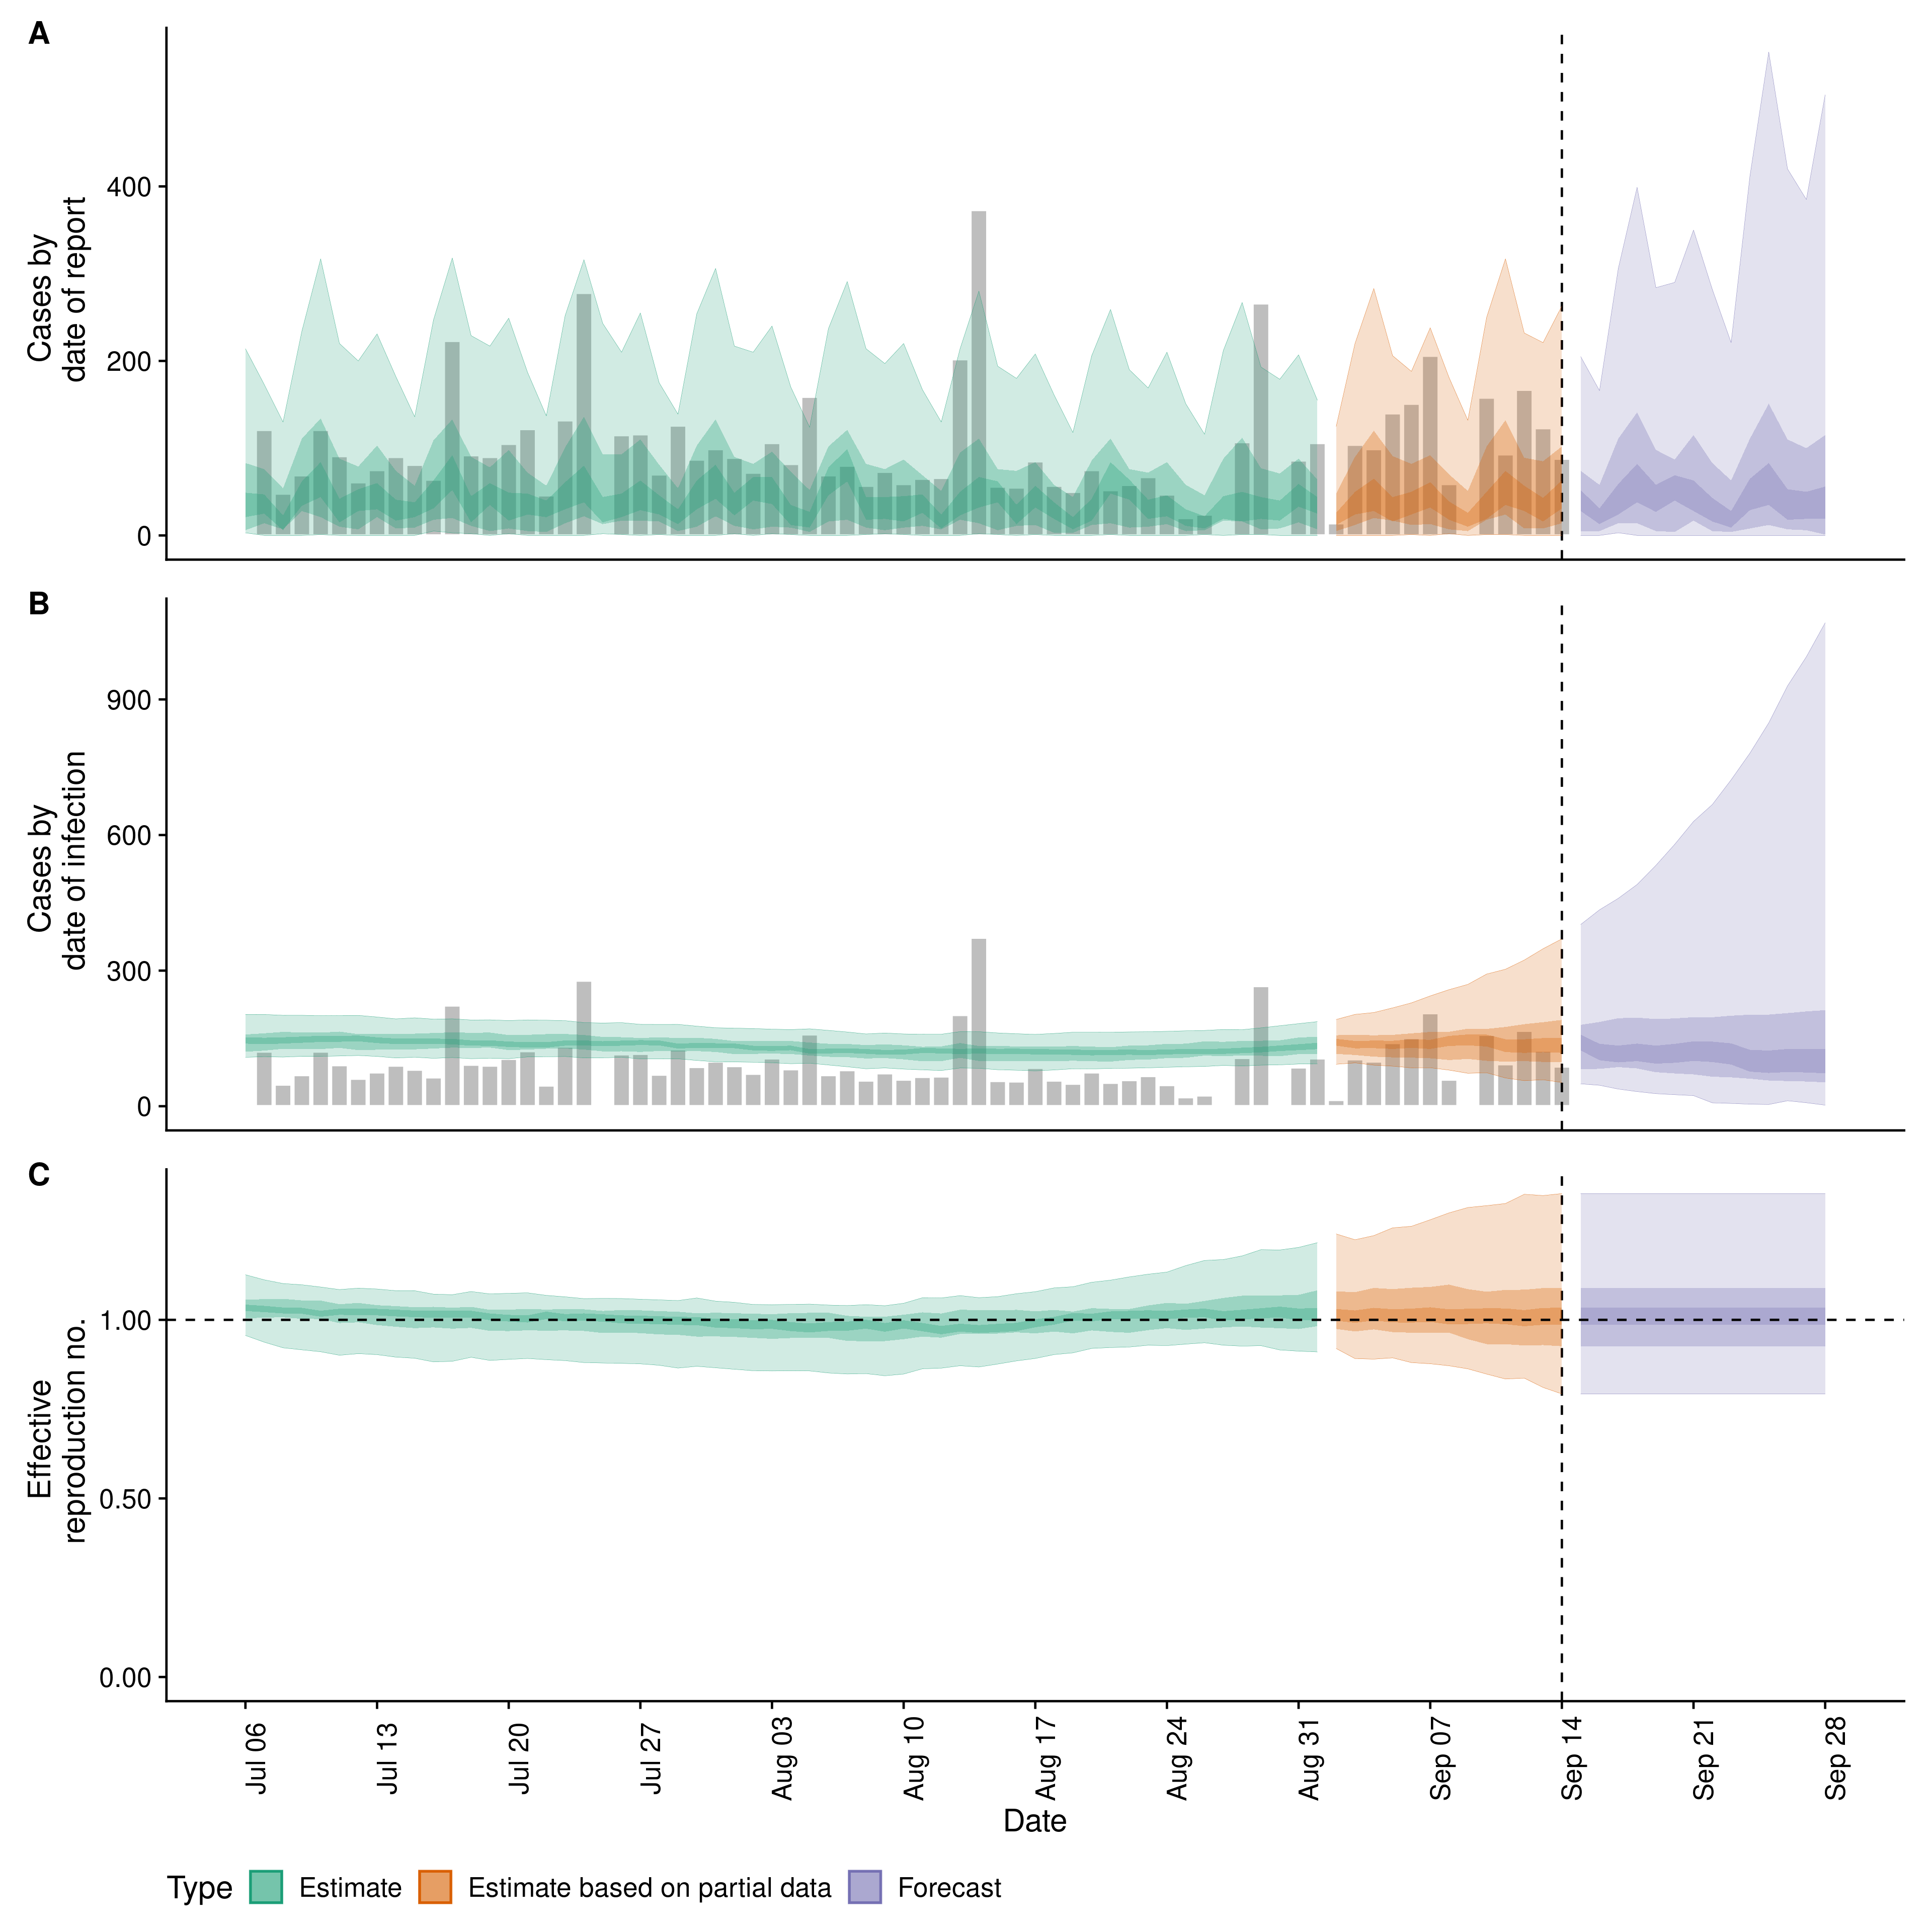 A
Cases by
date of report
400
200
0
B
Cases by
date of infection
900
600
300
0
C
Effective
reproduction no.
1.00
0.50
0.00
Jul 06
Jul 13
Jul 20
Jul 27
Aug 03
Aug 10
Aug 17
Aug 24
Aug 31
Sep 07
Sep 14
Sep 21
Sep 28
Date
Type Estimate Estimate based on partial data Forecast